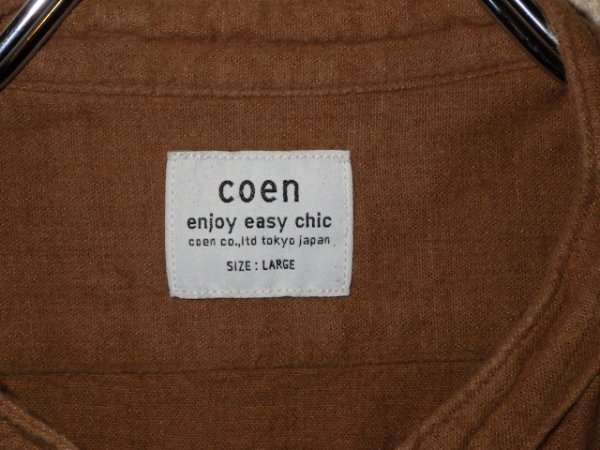 coen
enjoy easy chic
coen co.,ltd tokyo japan
SIZE : LARGE